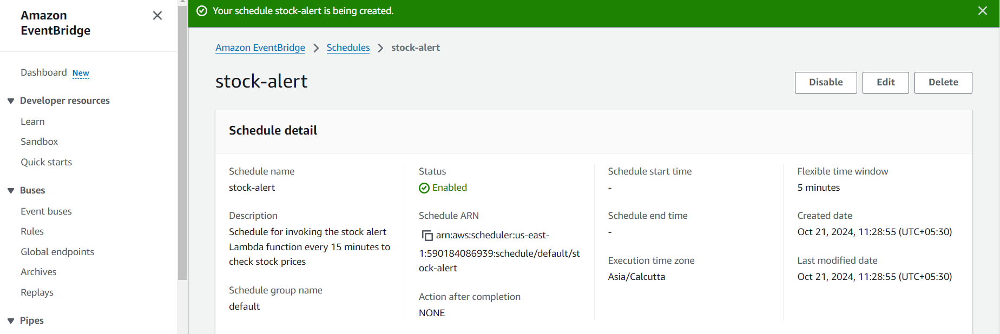 Amazon
EventBridge
Dashboard New
Developer resources
Learn
Sandbox
Quick starts
Buses
Event buses
Rules
Global endpoints
Archives
Replays
Pipes
Your schedule stock-alert is being created.
Amazon EventBridge > Schedules > stock-alert
stock-alert
Disable Edit Delete
Schedule detail
Schedule name
stock-alert
Description
Schedule for invoking the stock alert
Lambda function every 15 minutes to
check stock prices
Schedule group name
default
Status
Enabled
Schedule ARN
arn:aws:scheduler:us-east-
1:590184086939:schedule/default/st
ock-alert
Action after completion
NONE
Schedule start time
-
Schedule end time
-
Execution time zone
Asia/Calcutta
Flexible time window
5 minutes
Created date
Oct 21, 2024, 11:28:55 (UTC+05:30)
Last modified date
Oct 21, 2024, 11:28:55 (UTC+05:30)